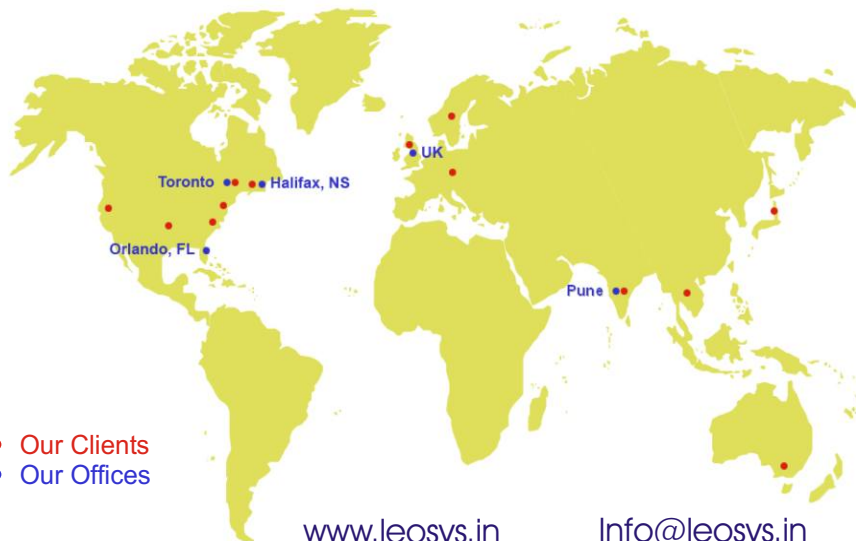 UK
Toronto
Halifax, NS
Orlando, FL
Pune
Our Clients
Our Offices
www.leosys.in
Info@leosys.in